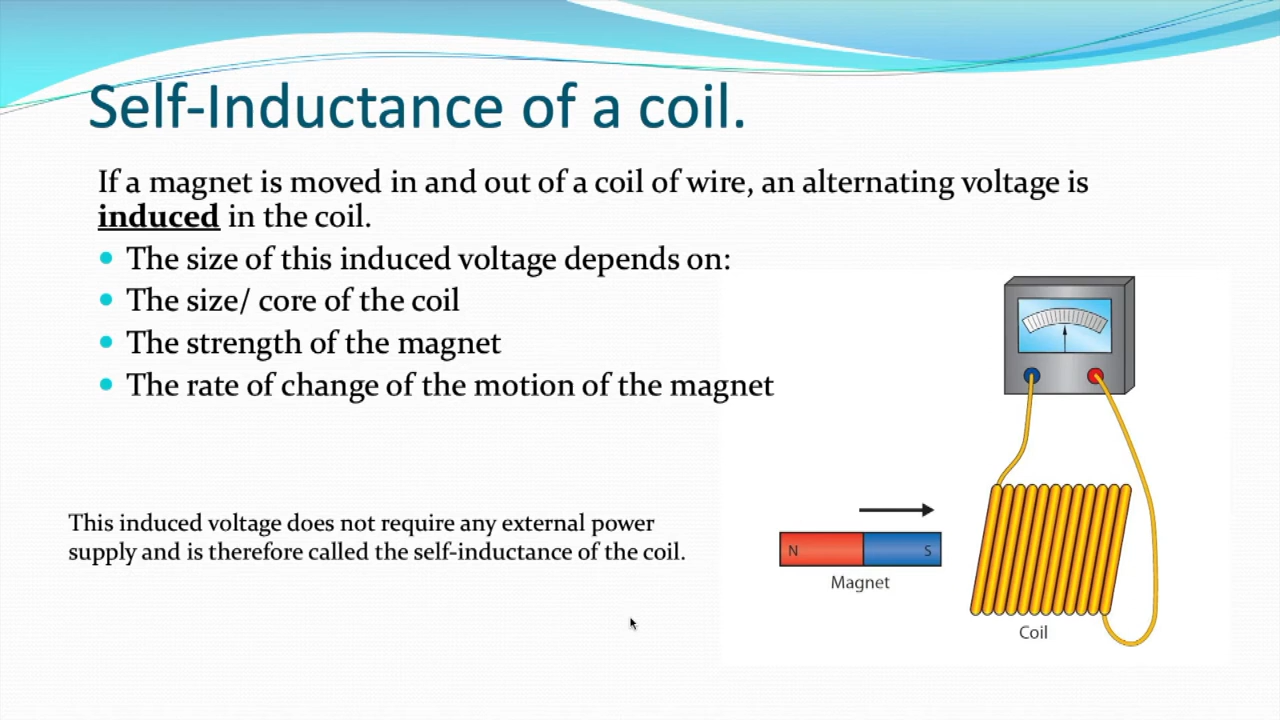 Self-Inductance of a coil.
If a magnet is moved in and out of a coil of wire, an alternating voltage is
induced in the coil.
The size of this induced voltage depends on:
The size/ core of the coil
The strength of the magnet
The rate of change of the motion of the magnet
This induced voltage does not require any external power
supply and is therefore called the self-inductance of the coil.
N S
Magnet
Coil